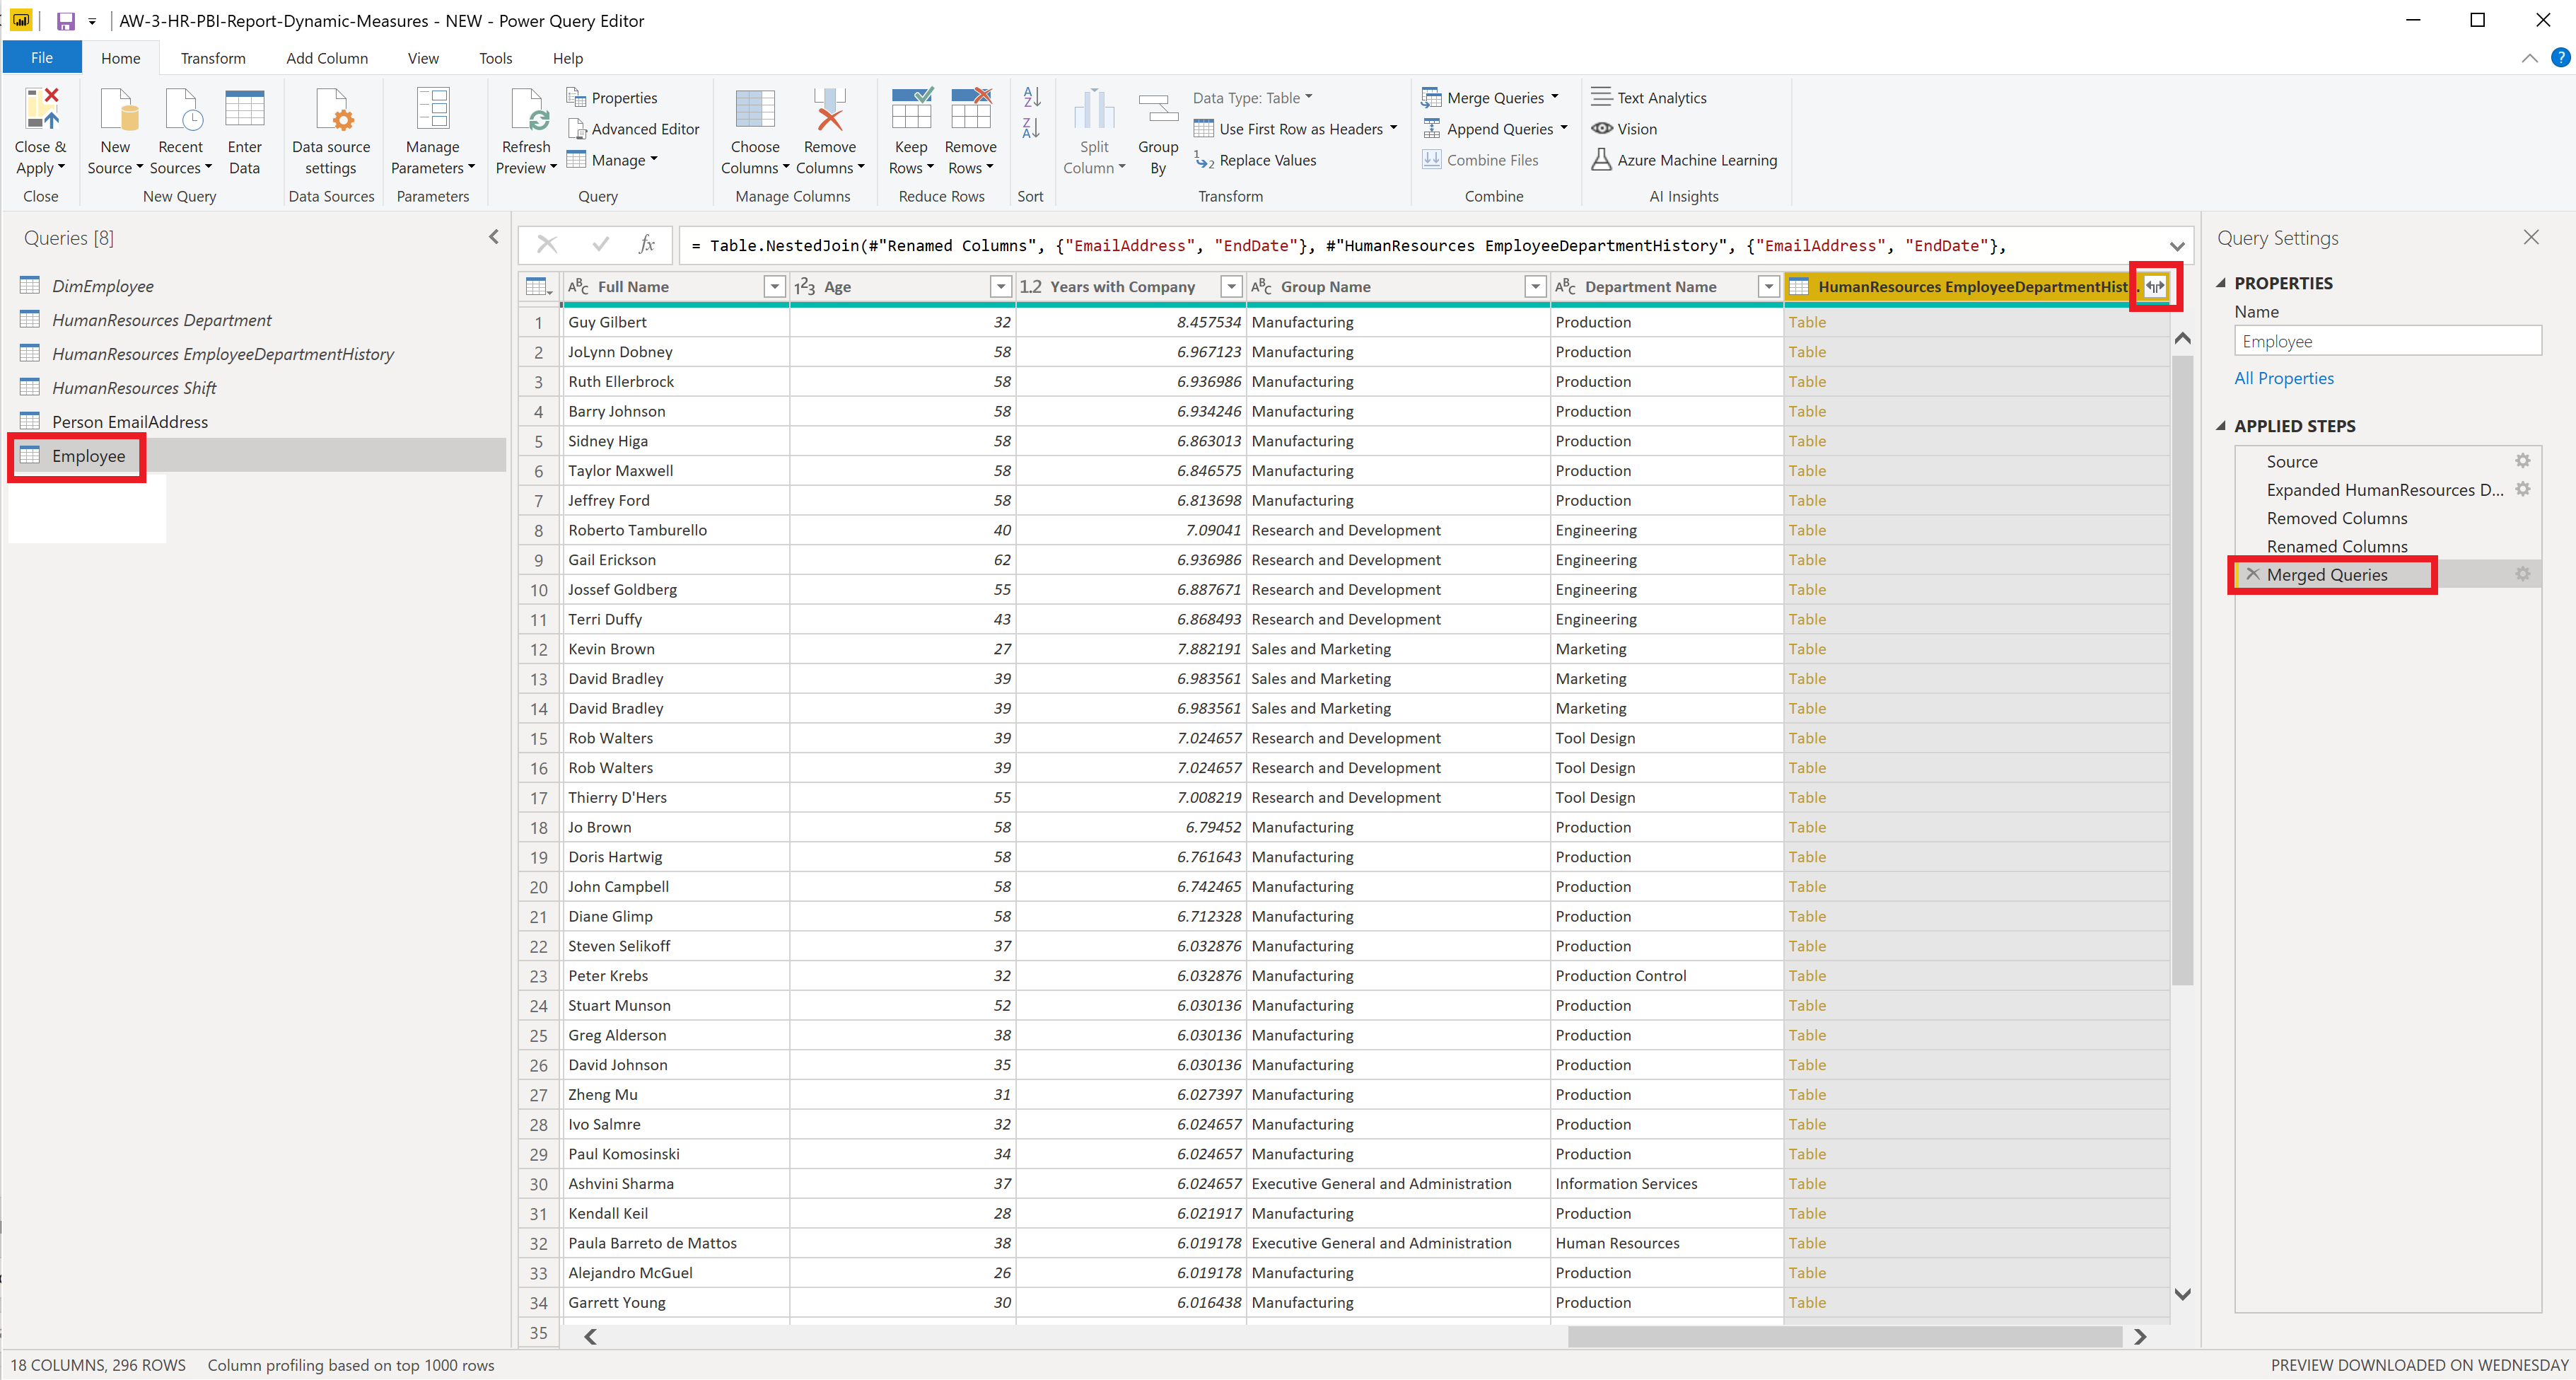 AW-3-HR-PBI-Report-Dynamic-Measures - NEW - Power Query Editor
File Home Transform Add Column View Tools Help
Close & Apply
New Source
Recent Sources
Enter Data
Data source settings
Manage Parameters
Refresh Preview
Properties
Advanced Editor
Manage
Choose Columns
Remove Columns
Keep Rows
Remove Rows
Split Column
Group By
Data Type: Table
Use First Row as Headers
Replace Values
Merge Queries
Append Queries
Combine Files
Text Analytics
Vision
Azure Machine Learning
Close New Query Data Sources Parameters Query Manage Columns Reduce Rows Sort Transform Combine AI Insights
Queries [8]
DimEmployee
HumanResources Department
HumanResources EmployeeDepartmentHistory
HumanResources Shift
Person EmailAddress
Employee
fx = Table.NestedJoin(#"Renamed Columns", {"EmailAddress", "EndDate"}, #"HumanResources EmployeeDepartmentHistory", {"EmailAddress", "EndDate"},
ABC Full Name 123 Age 1.2 Years with Company ABC Group Name ABC Department Name HumanResources EmployeeDepartmentHist...
1 Guy Gilbert 32 8.457534 Manufacturing Production Table
2 JoLynn Dobney 58 6.967123 Manufacturing Production Table
3 Ruth Ellerbrock 58 6.936986 Manufacturing Production Table
4 Barry Johnson 58 6.934246 Manufacturing Production Table
5 Sidney Higa 58 6.863013 Manufacturing Production Table
6 Taylor Maxwell 58 6.846575 Manufacturing Production Table
7 Jeffrey Ford 58 6.813698 Manufacturing Production Table
8 Roberto Tamburello 40 7.09041 Research and Development Engineering Table
9 Gail Erickson 62 6.936986 Research and Development Engineering Table
10 Jossef Goldberg 55 6.887671 Research and Development Engineering Table
11 Terri Duffy 43 6.868493 Research and Development Engineering Table
12 Kevin Brown 27 7.882191 Sales and Marketing Marketing Table
13 David Bradley 39 6.983561 Sales and Marketing Marketing Table
14 David Bradley 39 6.983561 Sales and Marketing Marketing Table
15 Rob Walters 39 7.024657 Research and Development Tool Design Table
16 Rob Walters 39 7.024657 Research and Development Tool Design Table
17 Thierry D'Hers 55 7.008219 Research and Development Tool Design Table
18 Jo Brown 58 6.79452 Manufacturing Production Table
19 Doris Hartwig 58 6.761643 Manufacturing Production Table
20 John Campbell 58 6.742465 Manufacturing Production Table
21 Diane Glimp 58 6.712328 Manufacturing Production Table
22 Steven Selikoff 37 6.032876 Manufacturing Production Table
23 Peter Krebs 32 6.032876 Manufacturing Production Control Table
24 Stuart Munson 52 6.030136 Manufacturing Production Table
25 Greg Alderson 38 6.030136 Manufacturing Production Table
26 David Johnson 35 6.030136 Manufacturing Production Table
27 Zheng Mu 31 6.027397 Manufacturing Production Table
28 Ivo Salmre 32 6.024657 Manufacturing Production Table
29 Paul Komosinski 34 6.024657 Manufacturing Production Table
30 Ashvini Sharma 37 6.024657 Executive General and Administration Information Services Table
31 Kendall Keil 28 6.021917 Manufacturing Production Table
32 Paula Barreto de Mattos 38 6.019178 Executive General and Administration Human Resources Table
33 Alejandro McGuel 26 6.019178 Manufacturing Production Table
34 Garrett Young 30 6.016438 Manufacturing Production Table
35
Query Settings
PROPERTIES
Name
Employee
All Properties
APPLIED STEPS
Source
Expanded HumanResources D...
Removed Columns
Renamed Columns
Merged Queries
18 COLUMNS, 296 ROWS Column profiling based on top 1000 rows PREVIEW DOWNLOADED ON WEDNESDAY